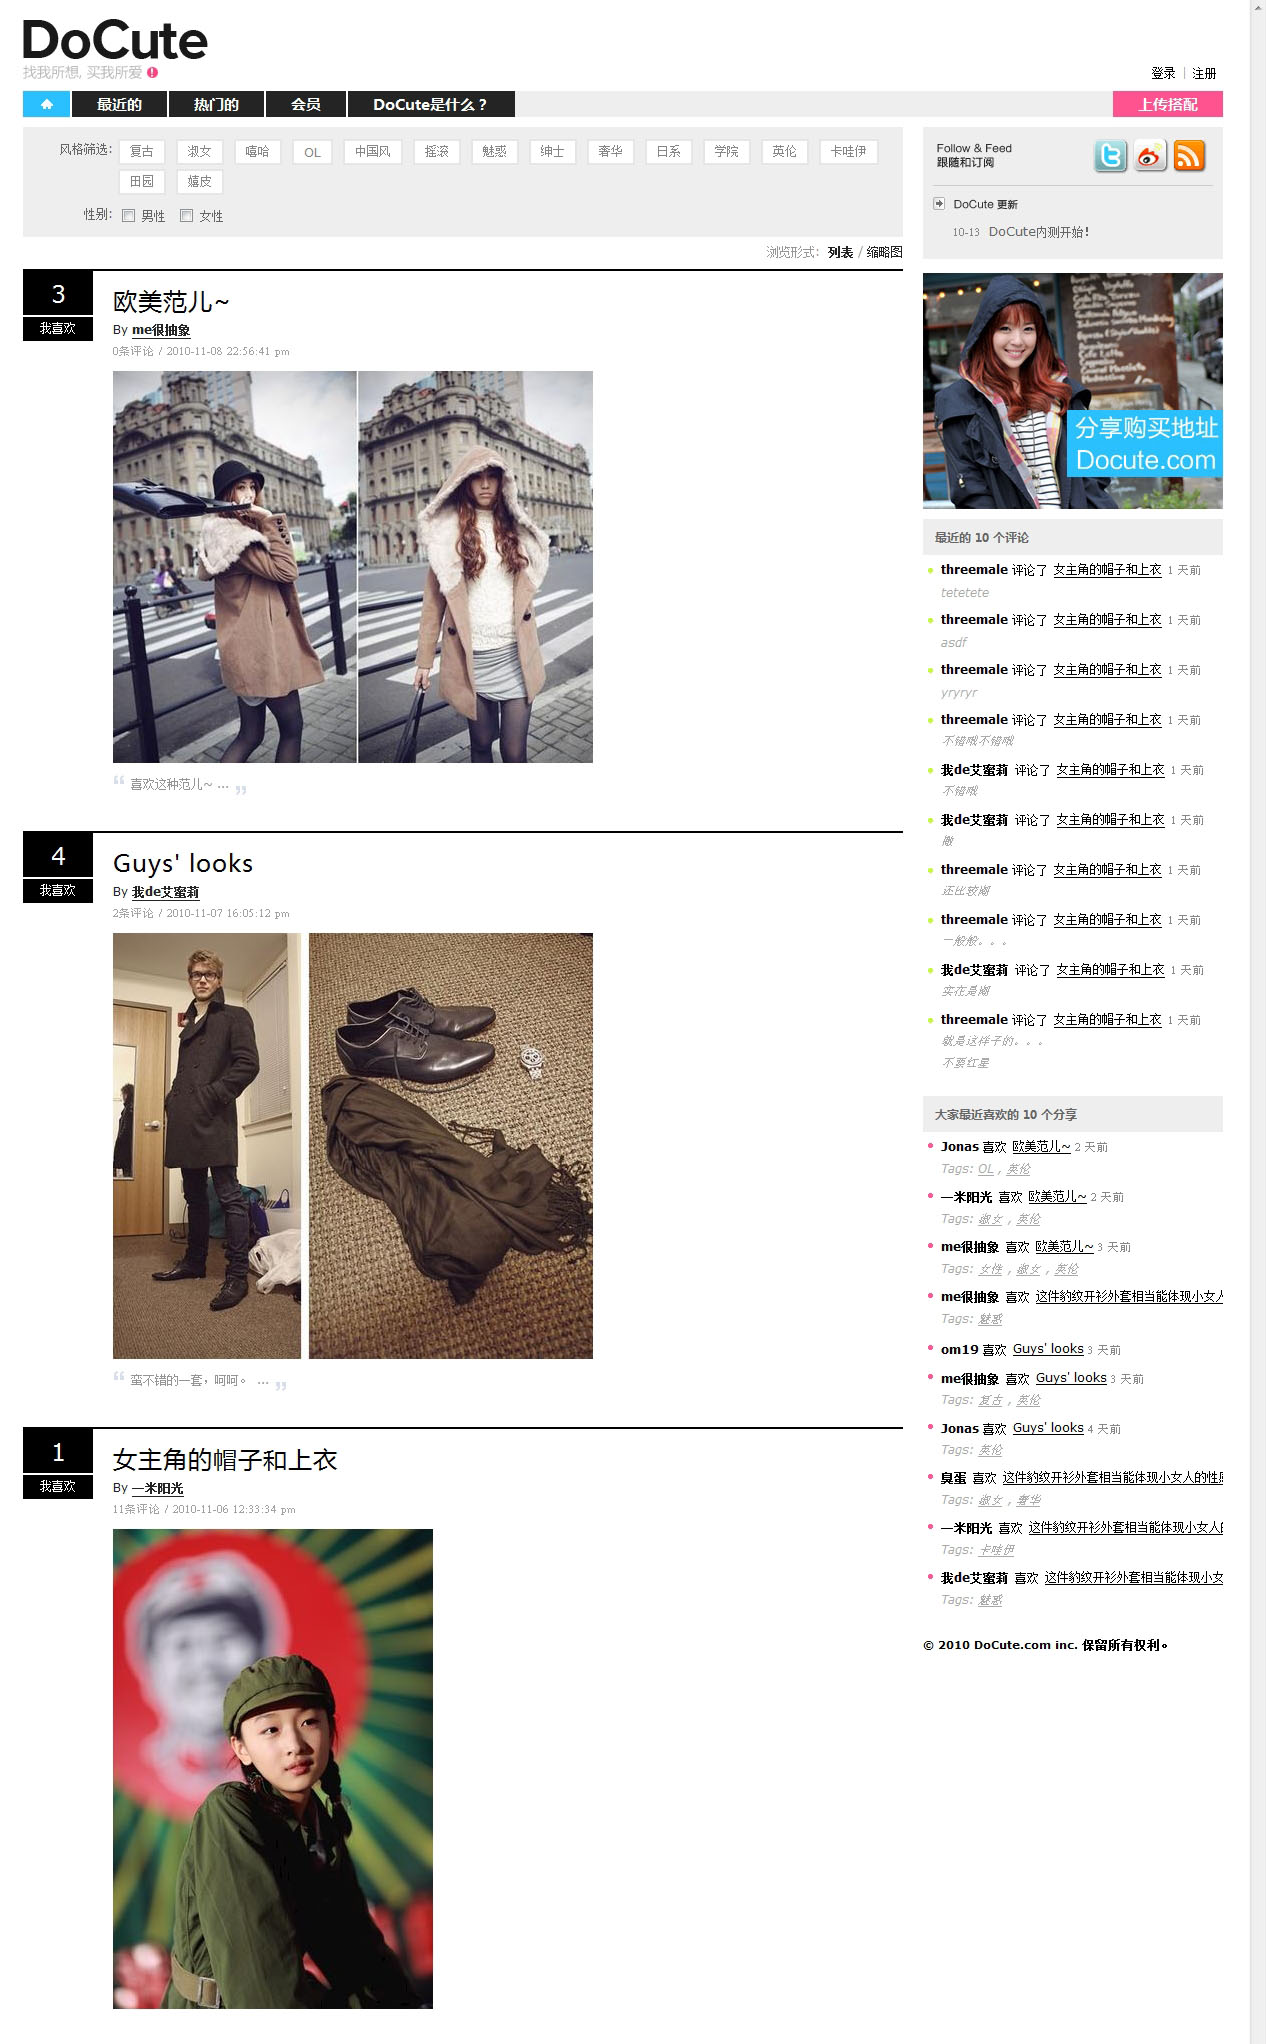 DoCute
找我所想, 买我所爱
登录 | 注册
最近的 热门的 会员 DoCute是什么？ 上传搭配
风格筛选: 复古 淑女 嘻哈 OL 中国风 摇滚 魅惑 绅士 奢华 日系 学院 英伦 卡哇伊
田园 嬉皮
性别: 男性 女性
浏览形式：列表 / 缩略图
3
我喜欢
欧美范儿~
By me很抽象
0条评论 / 2010-11-08 22:56:41 pm
“ 喜欢这种范儿~ ... ”
4
我喜欢
Guys' looks
By 我de艾蜜莉
2条评论 / 2010-11-07 16:05:12 pm
“ 蛮不错的一套，呵呵。 ... ”
1
我喜欢
女主角的帽子和上衣
By 一米阳光
11条评论 / 2010-11-06 12:33:34 pm
Follow & Feed
跟随和订阅
DoCute 更新
10-13 DoCute内测开始!
分享购买地址
Docute.com
最近的 10 个评论
threemale 评论了 女主角的帽子和上衣 1 天前
tetetete
threemale 评论了 女主角的帽子和上衣 1 天前
asdf
threemale 评论了 女主角的帽子和上衣 1 天前
yryryr
threemale 评论了 女主角的帽子和上衣 1 天前
不错哦不错哦
我de艾蜜莉 评论了 女主角的帽子和上衣 1 天前
不错哦
我de艾蜜莉 评论了 女主角的帽子和上衣 1 天前
threemale 评论了 女主角的帽子和上衣 1 天前
还比较潮
threemale 评论了 女主角的帽子和上衣 1 天前
一般般。。。
我de艾蜜莉 评论了 女主角的帽子和上衣 1 天前
实在是潮
threemale 评论了 女主角的帽子和上衣 1 天前
就是这样子的。。。
不要红星
大家最近喜欢的 10 个分享
Jonas 喜欢 欧美范儿~ 2 天前
Tags: OL , 英伦
一米阳光 喜欢 欧美范儿~ 2 天前
Tags: 淑女 , 英伦
me很抽象 喜欢 欧美范儿~ 3 天前
Tags: 女性 , 淑女 , 英伦
me很抽象 喜欢 这件豹纹开衫外套相当能体现小女人
Tags: 魅惑
om19 喜欢 Guys' looks 3 天前
me很抽象 喜欢 Guys' looks 3 天前
Tags: 复古 , 英伦
Jonas 喜欢 Guys' looks 4 天前
Tags: 英伦
臭蛋 喜欢 这件豹纹开衫外套相当能体现小女人的性感
Tags: 淑女 , 奢华
一米阳光 喜欢 这件豹纹开衫外套相当能体现小女人的
Tags: 卡哇伊
我de艾蜜莉 喜欢 这件豹纹开衫外套相当能体现小女
Tags: 魅惑
© 2010 DoCute.com inc. 保留所有权利。